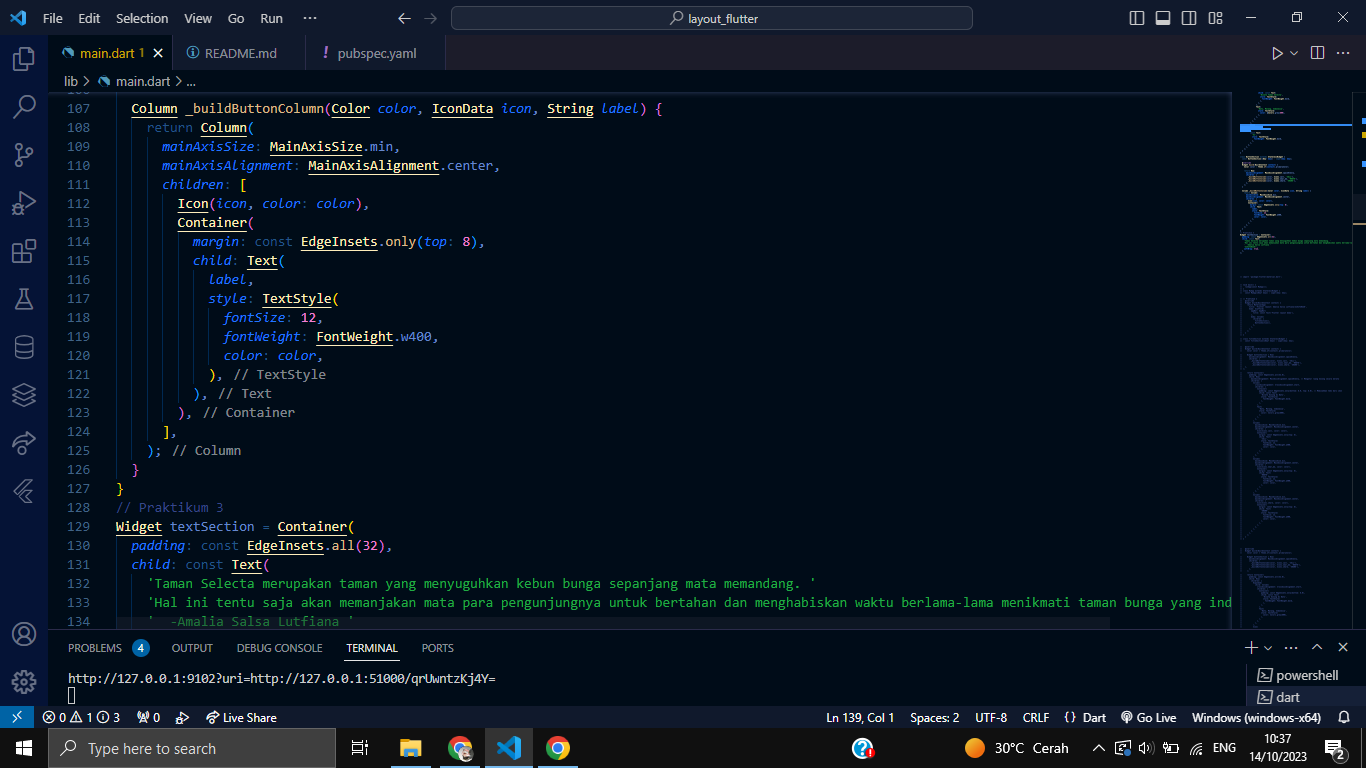 File Edit Selection View Go Run ··· layout_flutter
main.dart 1 README.md ! pubspec.yaml
lib > main.dart > ...
107 Column _buildButtonColumn(Color color, IconData icon, String label) {
108 return Column(
109 mainAxisSize: MainAxisSize.min,
110 mainAxisAlignment: MainAxisAlignment.center,
111 children: [
112 Icon(icon, color: color),
113 Container(
114 margin: const EdgeInsets.only(top: 8),
115 child: Text(
116 label,
117 style: TextStyle(
118 fontSize: 12,
119 fontWeight: FontWeight.w400,
120 color: color,
121 ), // TextStyle
122 ), // Text
123 ), // Container
124 ],
125 ); // Column
126 }
127 }
128 // Praktikum 3
129 Widget textSection = Container(
130 padding: const EdgeInsets.all(32),
131 child: const Text(
132 'Taman Selecta merupakan taman yang menyuguhkan kebun bunga sepanjang mata memandang. '
133 'Hal ini tentu saja akan memanjakan mata para pengunjungnya untuk bertahan dan menghabiskan waktu berlama-lama menikmati taman bunga yang ind
134 ' -Amalia Salsa Lutfiana '
PROBLEMS 4 OUTPUT DEBUG CONSOLE TERMINAL PORTS
http://127.0.0.1:9102?uri=http://127.0.0.1:51000/qrUwntzKj4Y=
powershell
dart
0 1 3 0 Live Share Ln 139, Col 1 Spaces: 2 UTF-8 CRLF {} Dart Go Live Windows (windows-x64)
Type here to search 30°C Cerah ENG 10:37
14/10/2023 2